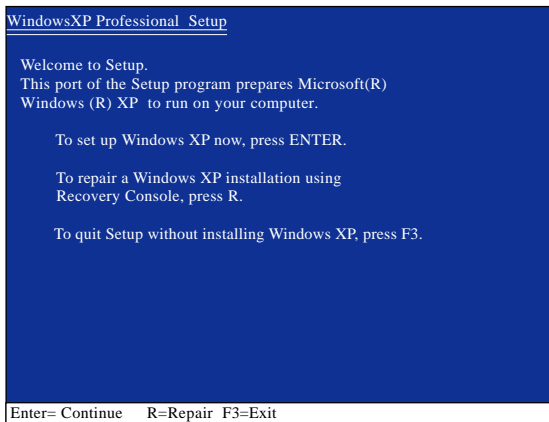 WindowsXP Professional  Setup
Welcome to Setup.
This port of the Setup program prepares Microsoft(R)
Windows (R) XP  to run on your computer.
To set up Windows XP now, press ENTER.
To repair a Windows XP installation using
Recovery Console, press R.
To quit Setup without installing Windows XP, press F3.
Enter= Continue    R=Repair  F3=Exit